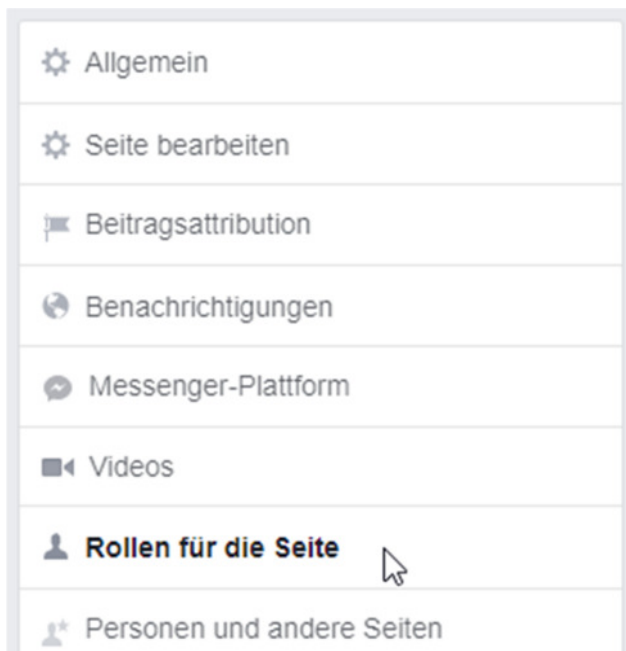 Allgemein
Seite bearbeiten
Beitragsattribution
Benachrichtigungen
Messenger-Plattform
Videos
Rollen für die Seite
Personen und andere Seiten